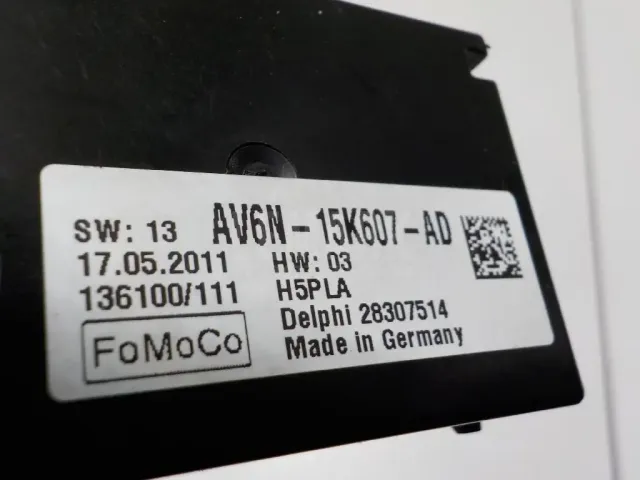 SW: 13 AV6N-15K607-AD
17.05.2011 HW: 03
136100/111 H5PLA
Delphi 28307514
FoMoCo Made in Germany